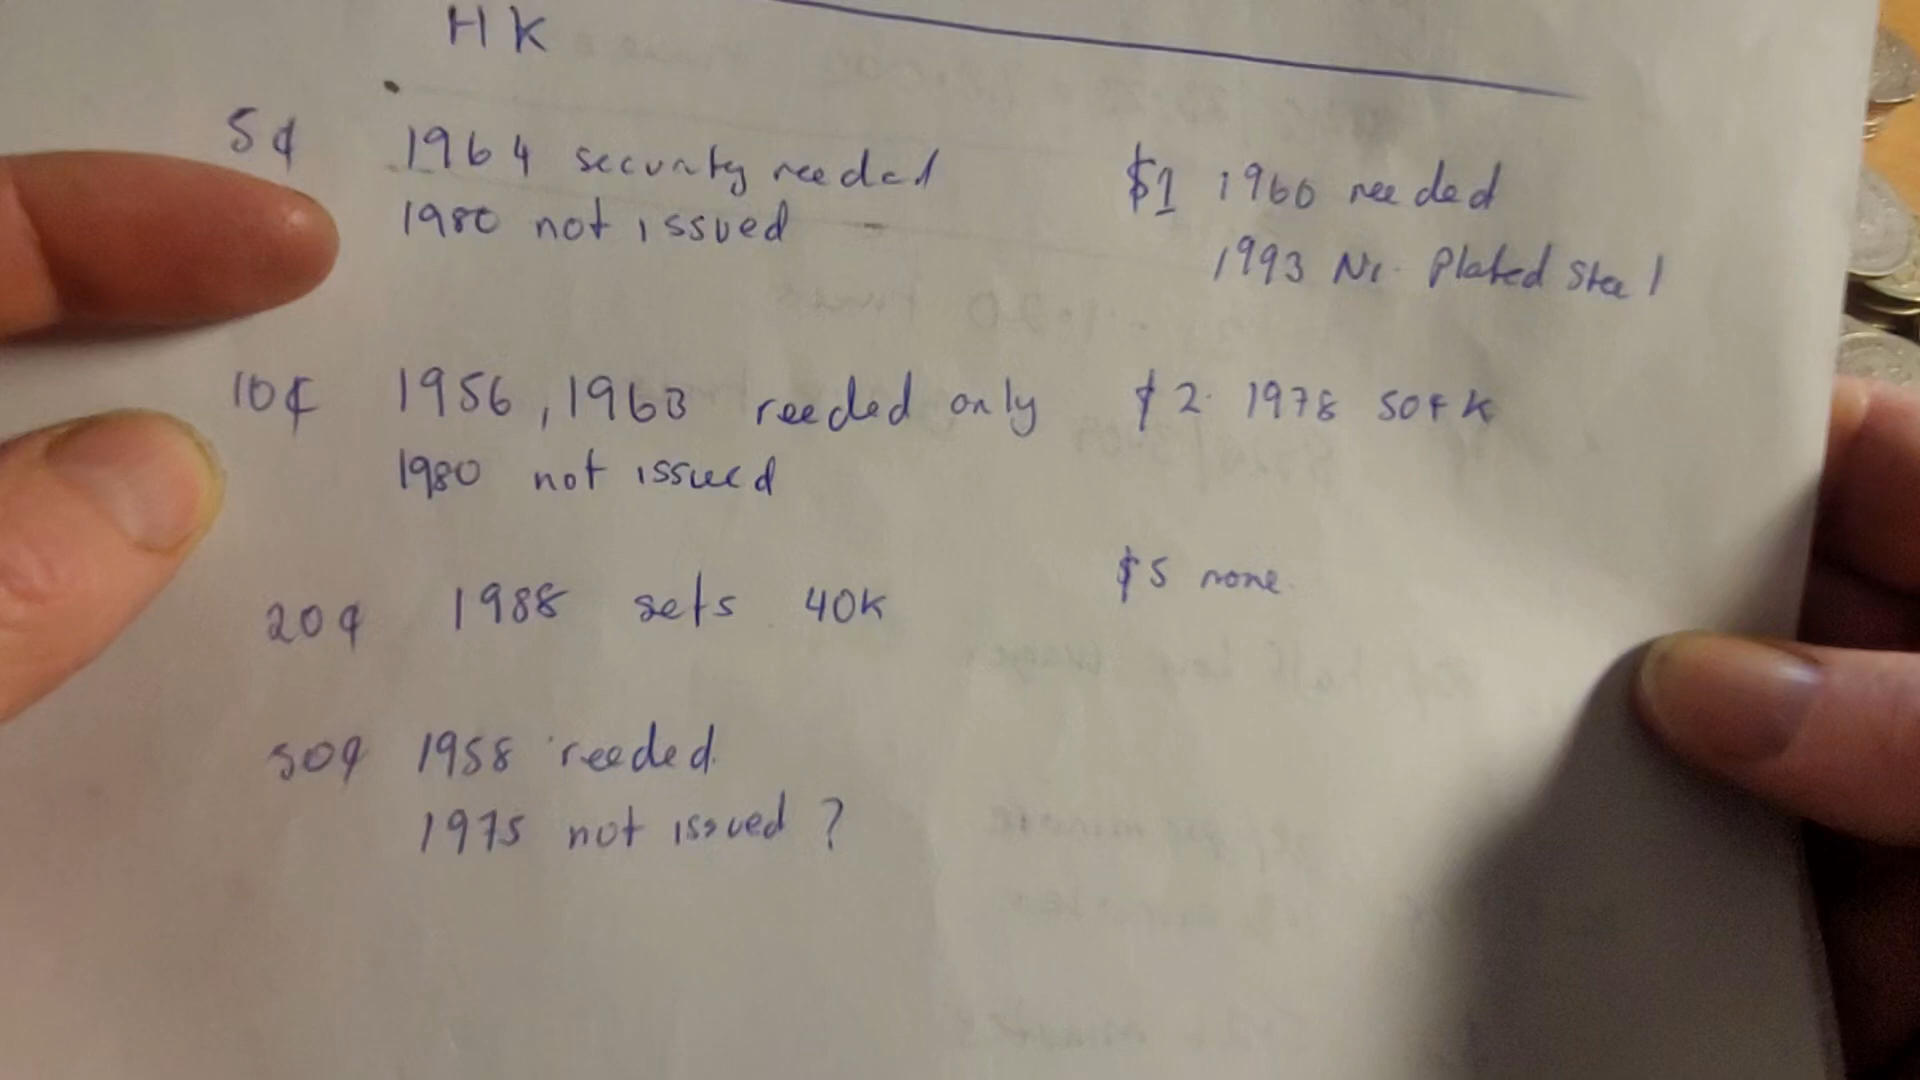 HK
5¢ 1964 security reeded
1980 not issued
10¢ 1956, 1963 reeded only
1980 not issued
20¢ 1988 sets 40K
50¢ 1958 reeded.
1975 not issued ?
$1 1960 reeded
1993 Ni. Plated Steel
$2. 1978 50+K
$5 none.